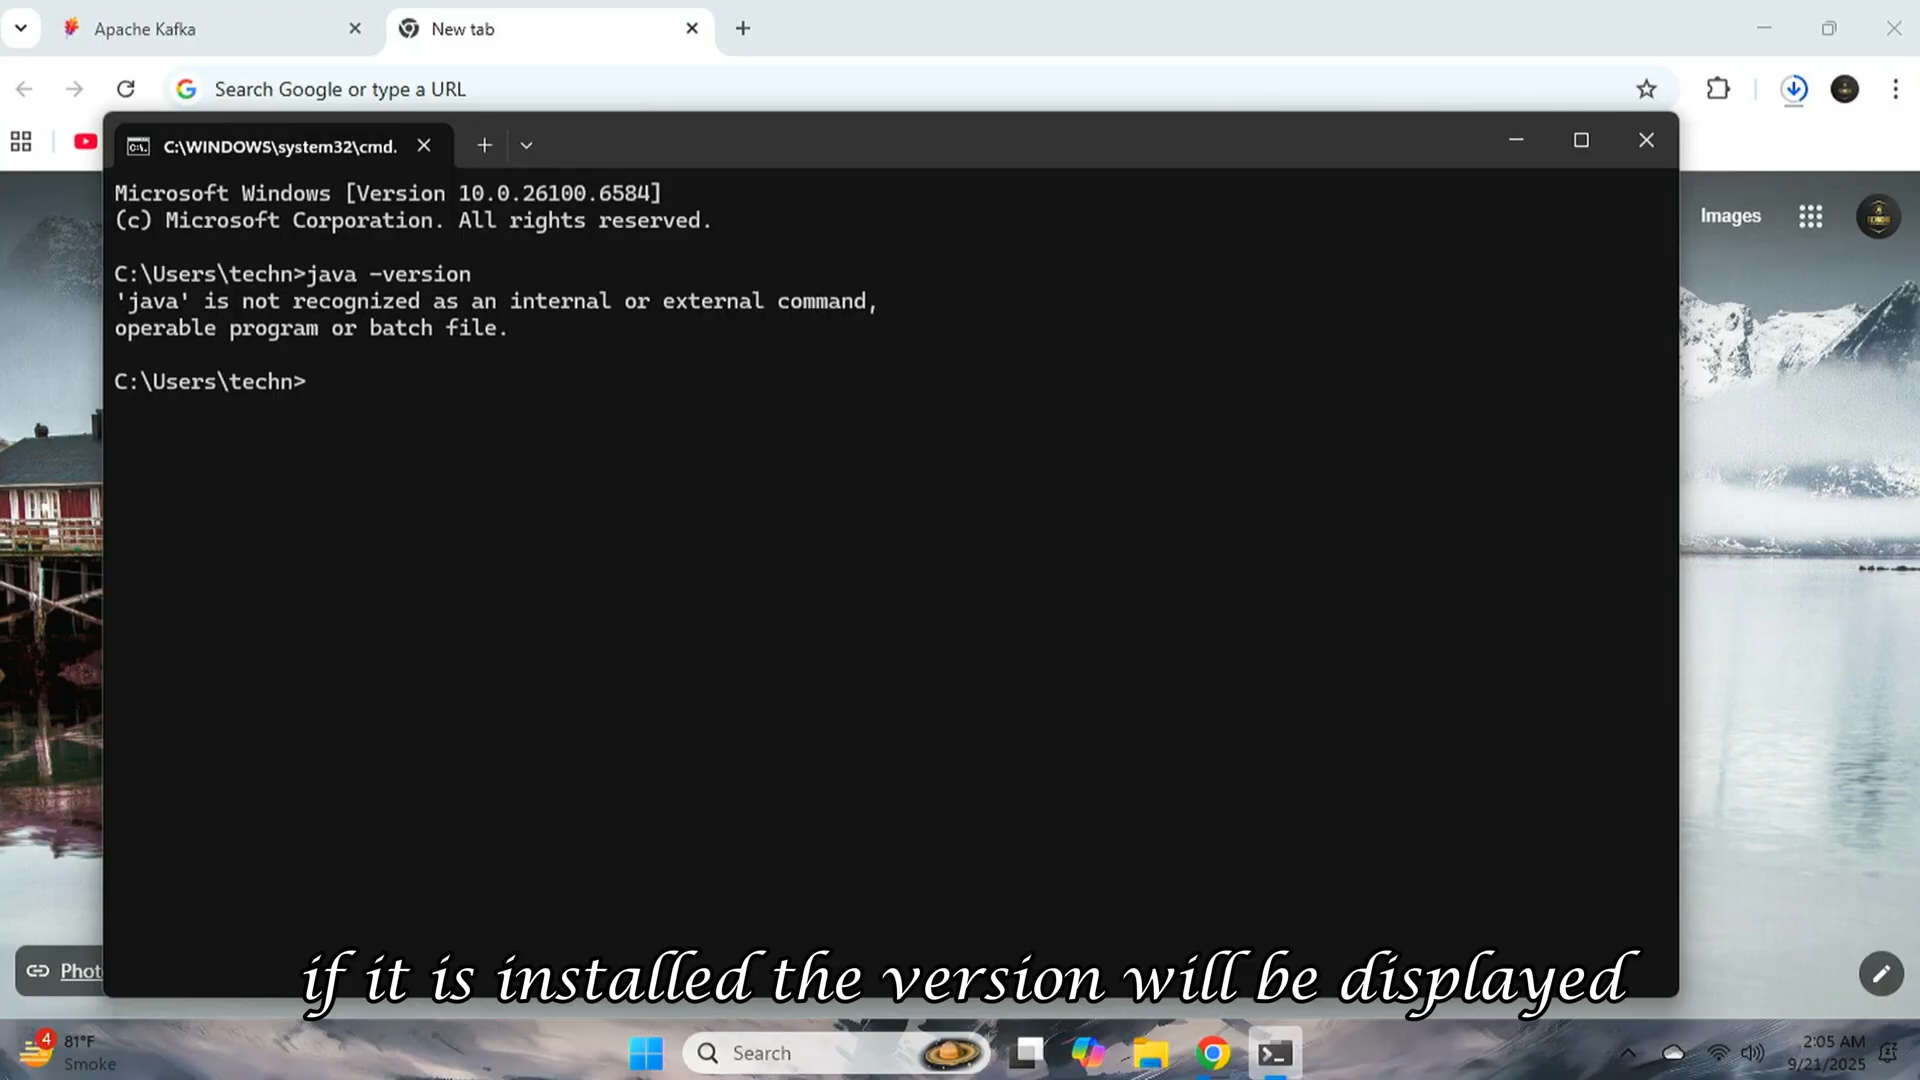 Apache Kafka
New tab
Search Google or type a URL
C:\WINDOWS\system32\cmd.
Microsoft Windows [Version 10.0.26100.6584]
(c) Microsoft Corporation. All rights reserved.
C:\Users\techn>java -version
'java' is not recognized as an internal or external command,
operable program or batch file.
C:\Users\techn>
Images
Phot
if it is installed the version will be displayed
4
81°F
Smoke
Search
2:05 AM
9/21/2025